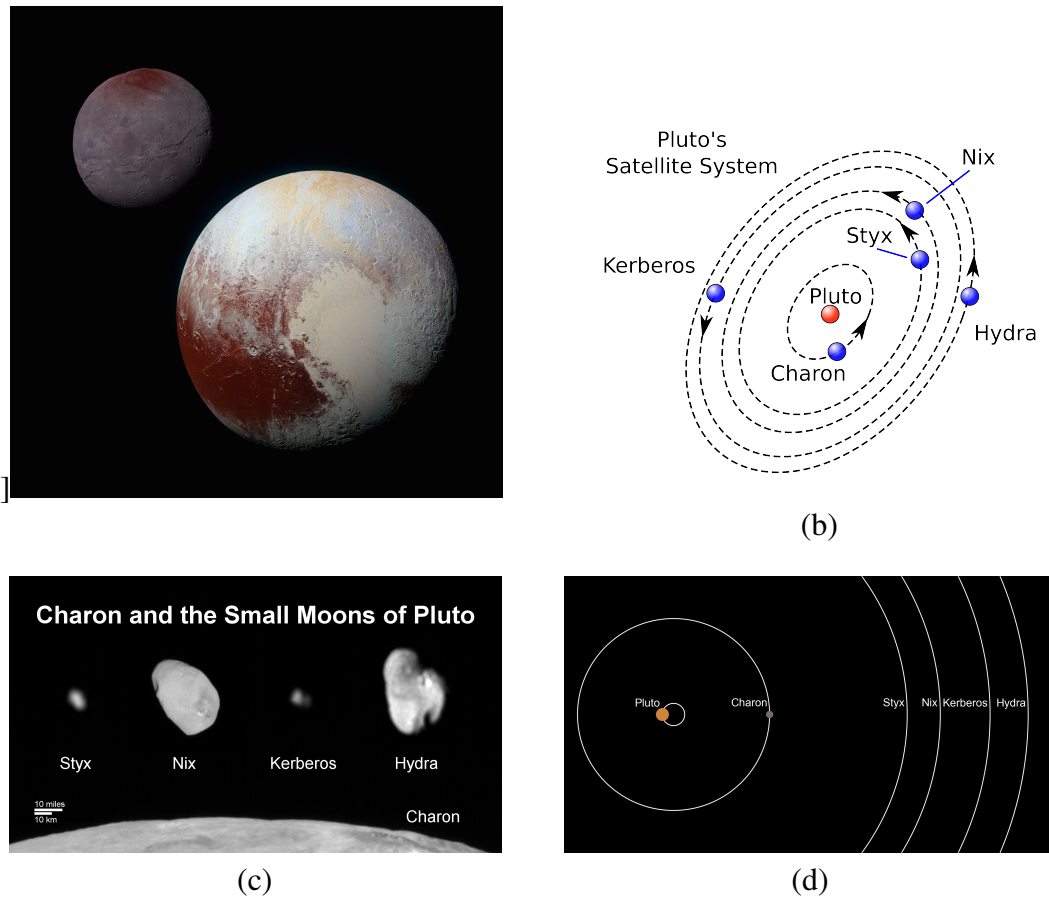 ]
Pluto's
Satellite System
Nix
Styx
Kerberos
Pluto
Hydra
Charon
(b)
Charon and the Small Moons of Pluto
Styx
Nix
Kerberos
Hydra
10 miles
10 km
Charon
(c)
Pluto
Charon
Styx
Nix
Kerberos
Hydra
(d)